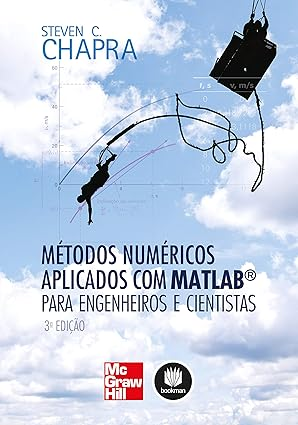 STEVEN C.
CHAPRA
t, s v, m/s
MÉTODOS NUMÉRICOS
APLICADOS COM MATLAB®
PARA ENGENHEIROS E CIENTISTAS
3ª EDIÇÃO
Mc
Graw
Hill
bookman